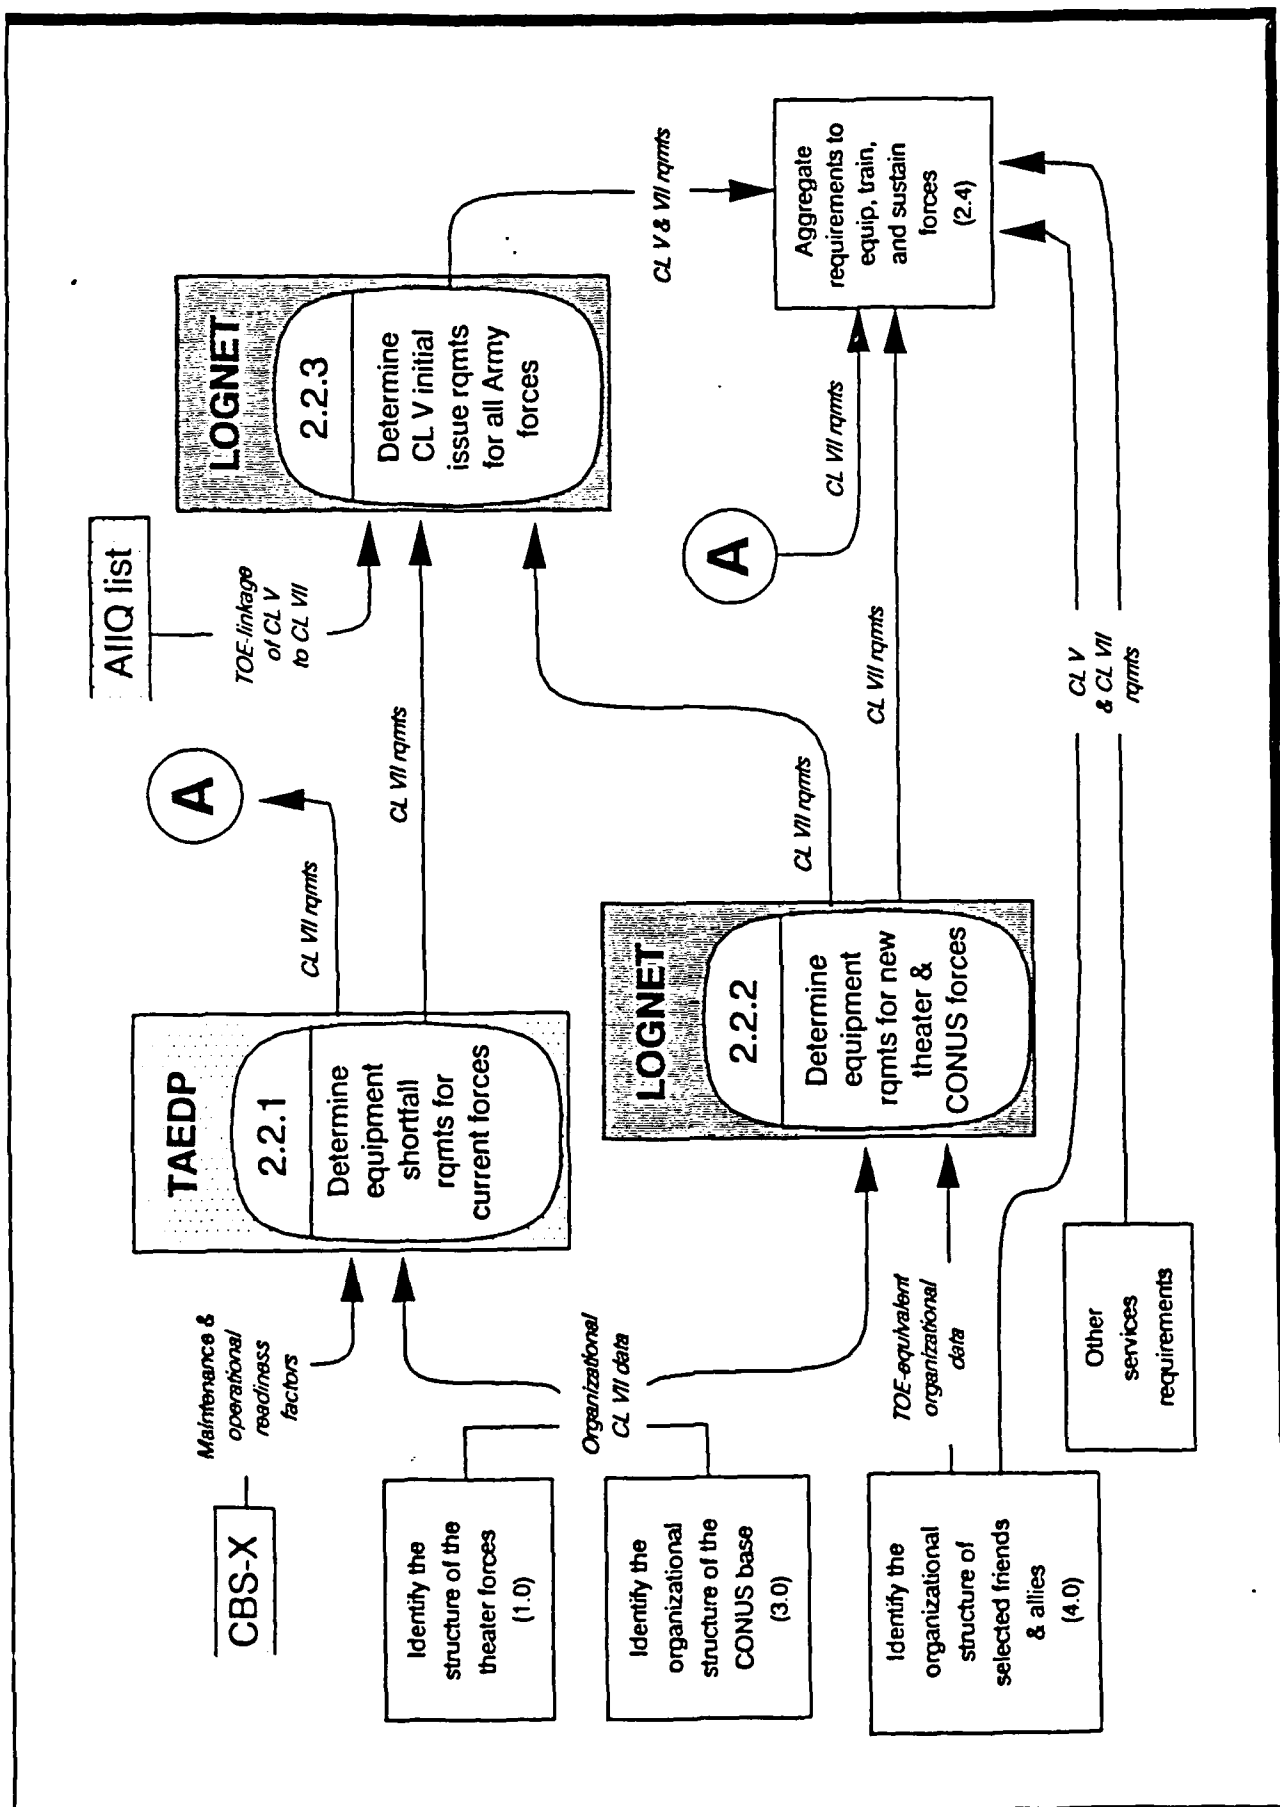 CBS-X
Maintenance &
operational
readiness
factors
TAEDP
2.2.1
Determine
equipment
shortfall
rqmts for
current forces
CL VII rqmts
A
CL VII rqmts
AIIQ list
TOE-linkage
of CL V
to CL VII
LOGNET
2.2.3
Determine
CL V initial
issue rqmts
for all Army
forces
CL V & VII rqmts
Identify the
structure of the
theater forces
(1.0)
Identify the
organizational
structure of the
CONUS base
(3.0)
Organizational
CL VII data
LOGNET
2.2.2
Determine
equipment
rqmts for new
theater &
CONUS forces
CL VII rqmts
CL VII rqmts
A
CL VII rqmts
Aggregate
requirements to
equip, train,
and sustain
forces
(2.4)
Identify the
organizational
structure of
selected friends
& allies
(4.0)
TOE-equivalent
organizational
data
Other
services
requirements
CL V
& CL VII
rqmts